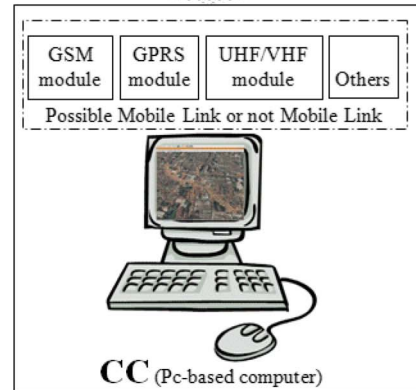 GSM module
GPRS module
UHF/VHF module
Others
Possible Mobile Link or not Mobile Link
CC (Pc-based computer)